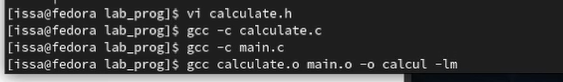 [issa@fedora lab_prog]$ vi calculate.h
[issa@fedora lab_prog]$ gcc -c calculate.c
[issa@fedora lab_prog]$ gcc -c main.c
[issa@fedora lab_prog]$ gcc calculate.o main.o -o calcul -lm